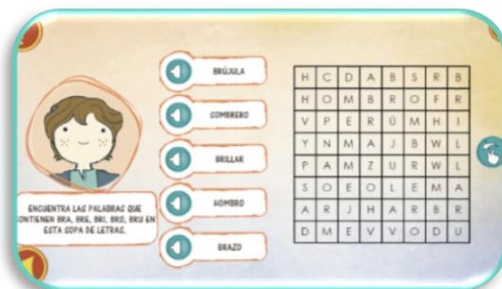 BRÚJULA
SOMBRERO
BRILLAR
HOMBRO
BRAZO
ENCUENTRA LAS PALABRAS QUE
CONTIENEN BRA, BRE, BRI, BRO, BRU EN
ESTA SOPA DE LETRAS.
H C D A B S R B
H O M B R O F R
V P E R Ú M H I
Y N M A J B W L
P A M Z U R W L
S O E O L E M A
A R J H A R B R
D M E V V O D U